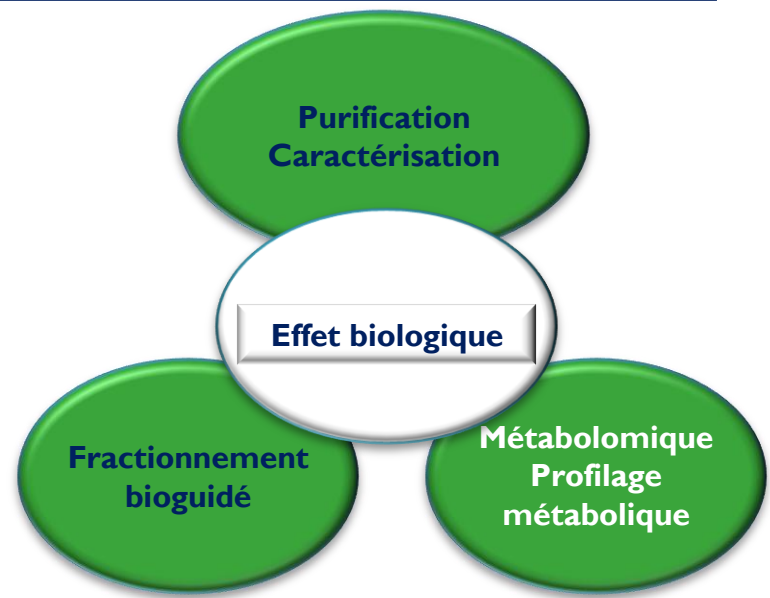 Purification
Caractérisation
Effet biologique
Fractionnement
bioguidé
Métabolomique
Profilage
métabolique